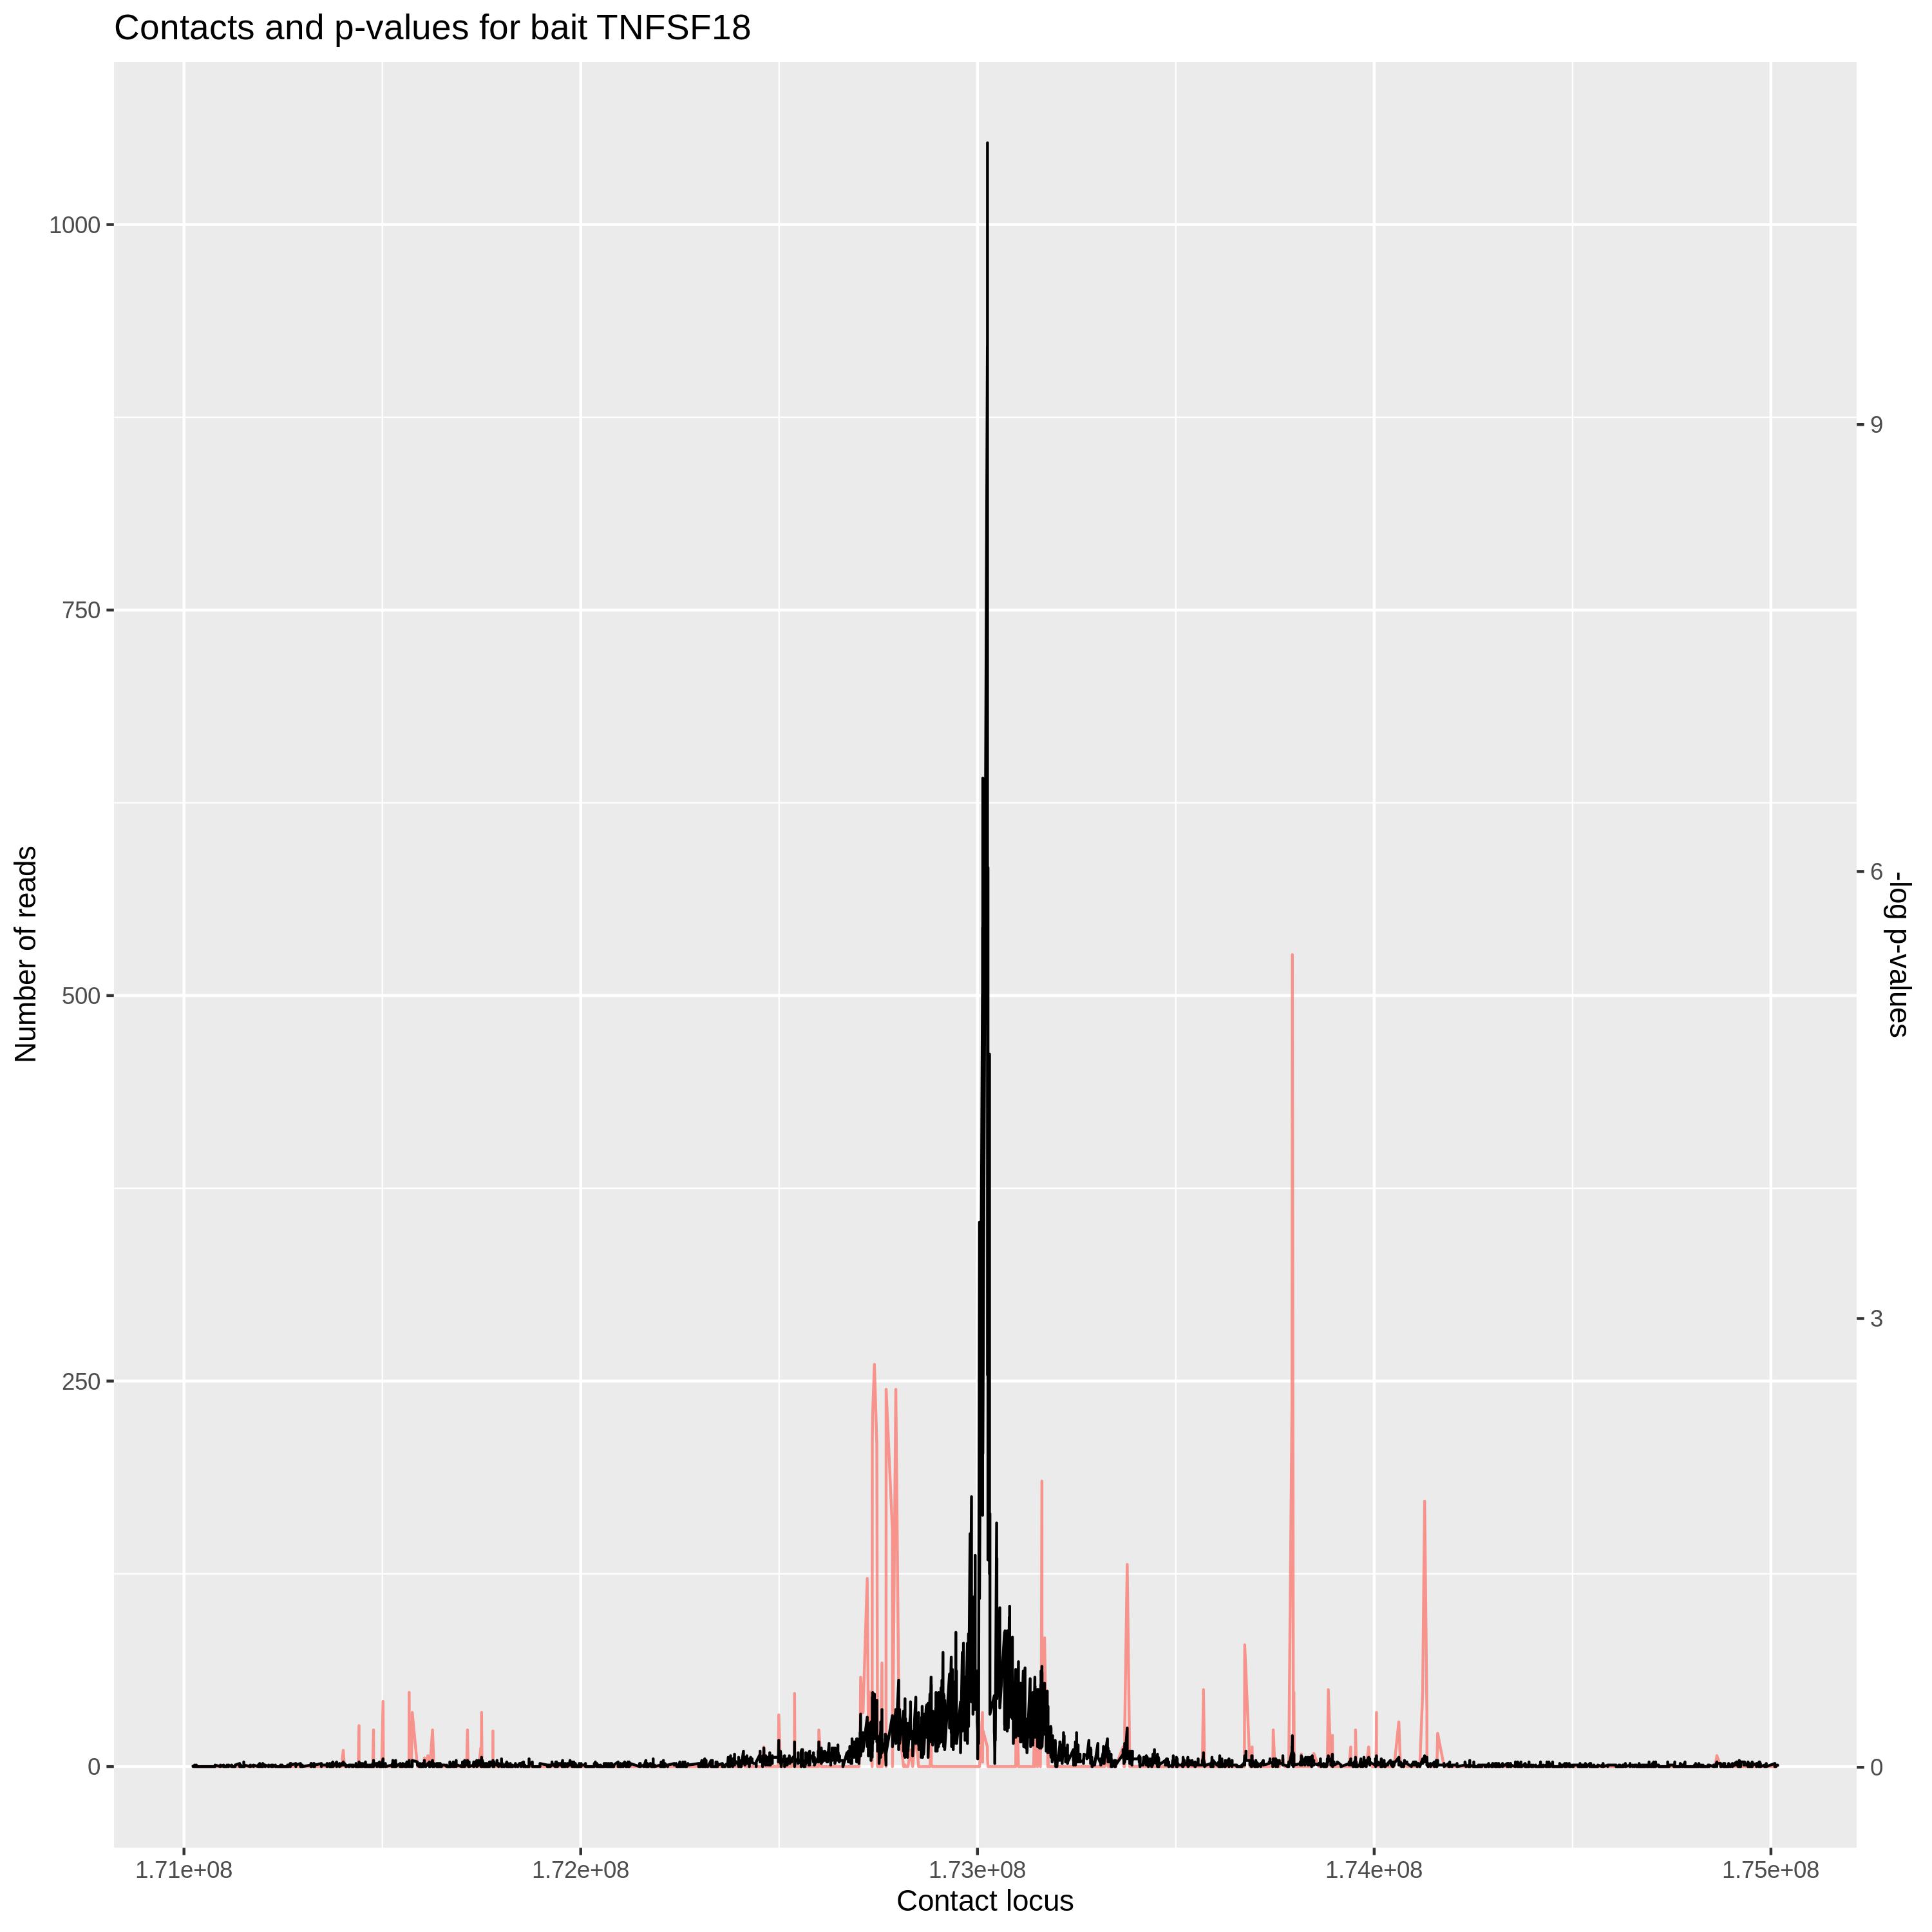 Contacts and p-values for bait TNFSF18
Number of reads
1000
750
500
250
0
-log p-values
9
6
3
0
1.71e+08 1.72e+08 1.73e+08 1.74e+08 1.75e+08
Contact locus